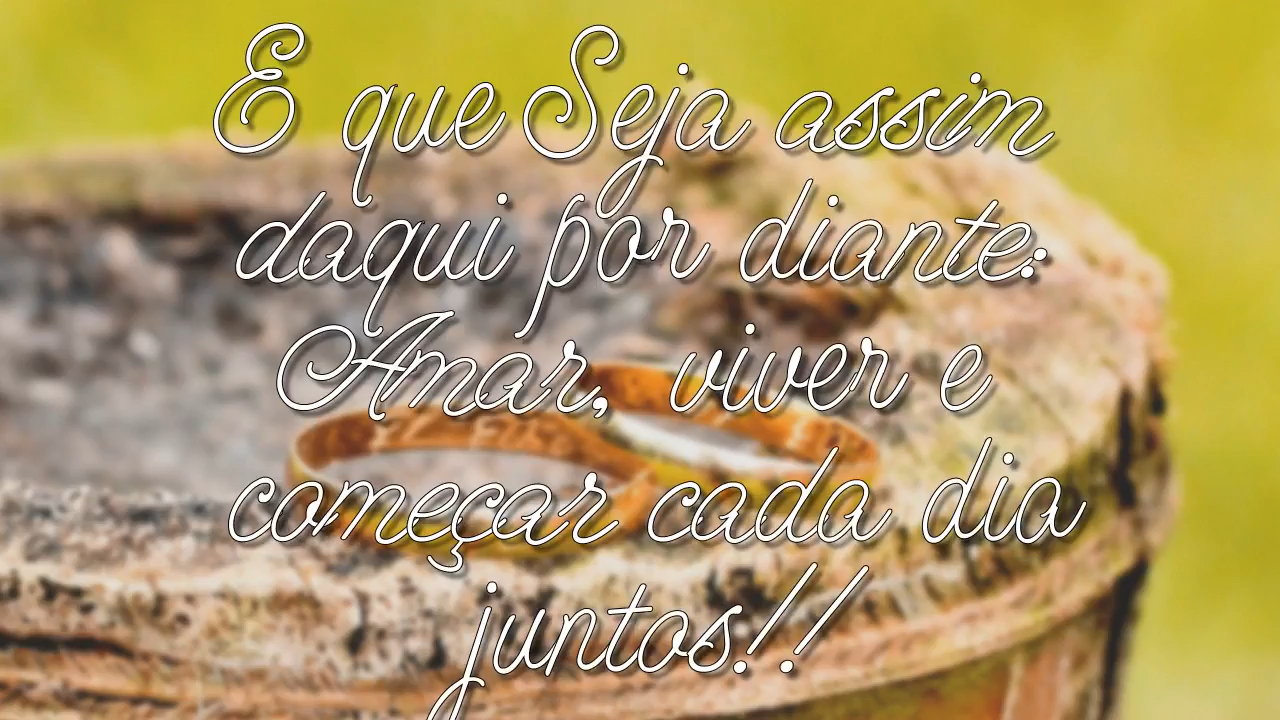 E que Seja assim
daqui por diante:
Amar, viver e
começar cada dia
juntos!!